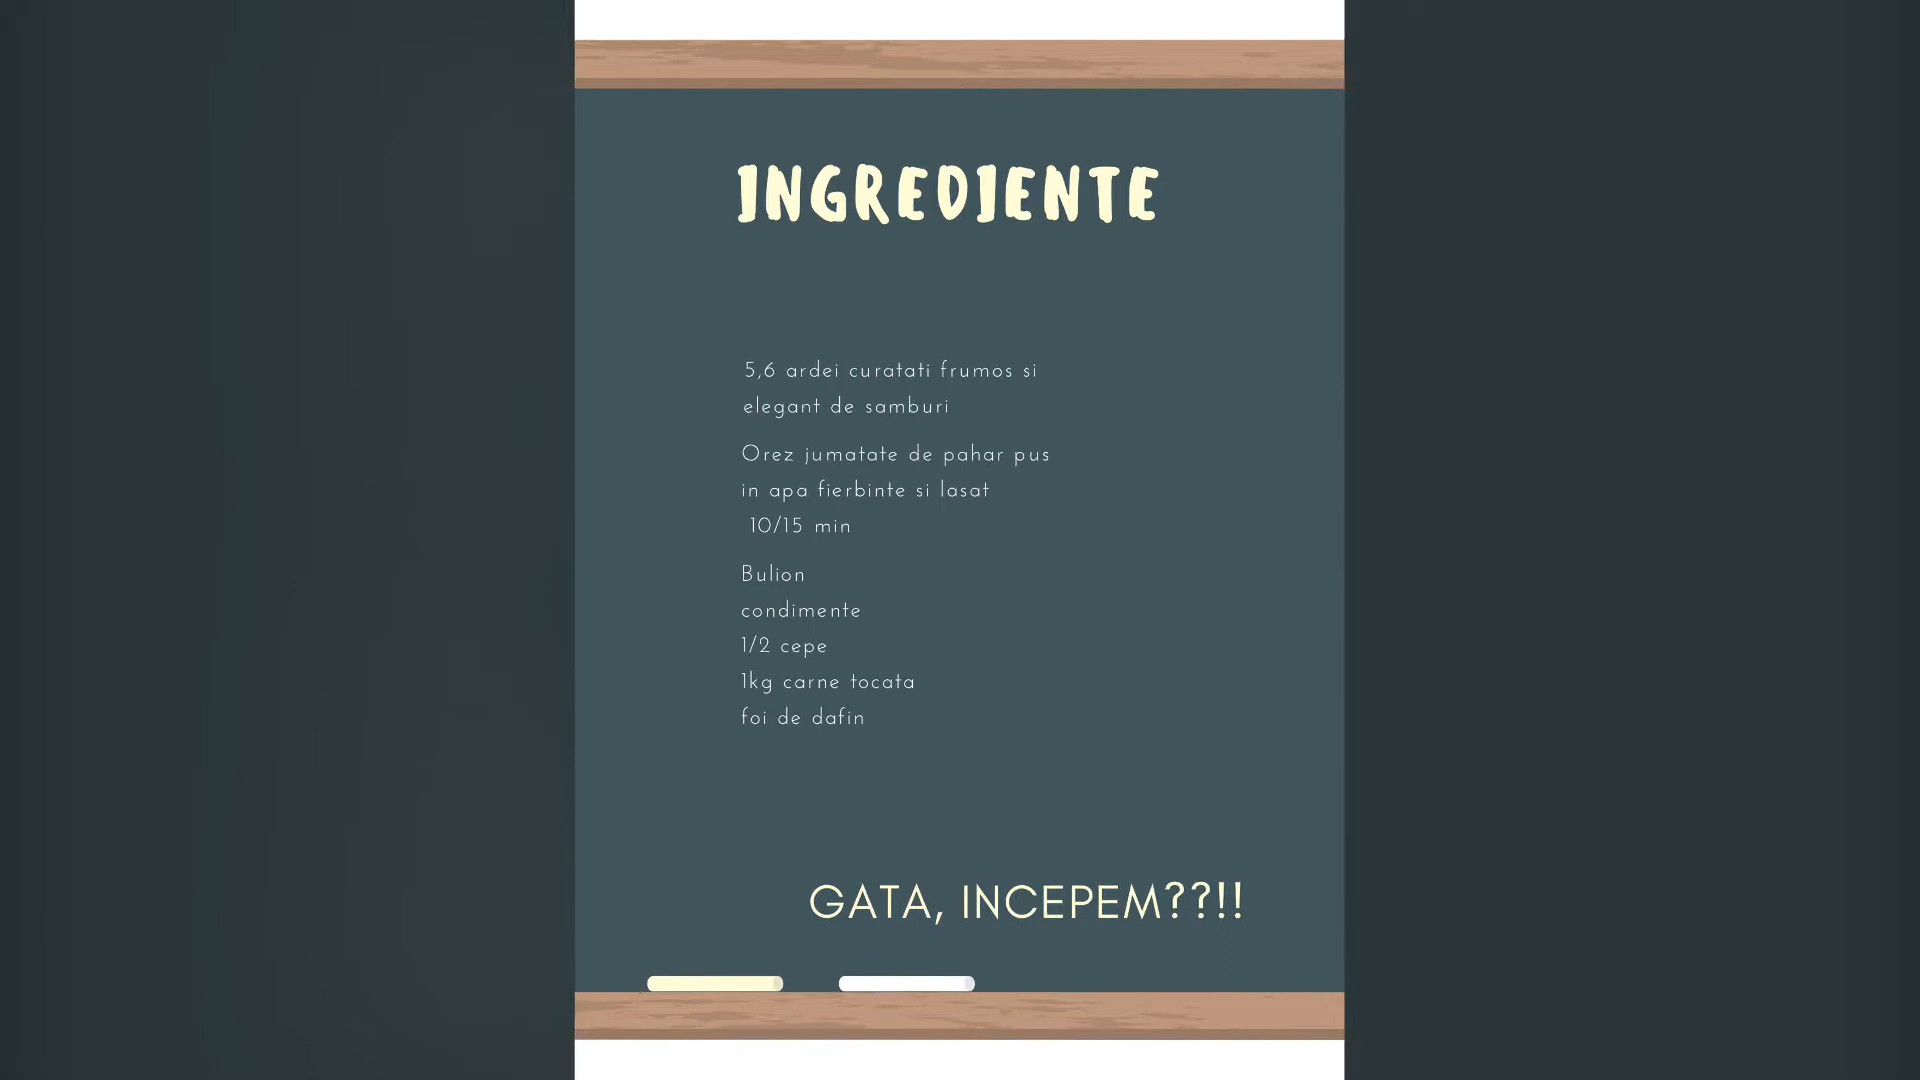 INGREDIENTE
5,6 ardei curatati frumos si
elegant de samburi
Orez jumatate de pahar pus
in apa fierbinte si lasat
10/15 min
Bulion
condimente
1/2 cepe
1kg carne tocata
foi de dafin
GATA, INCEPEM??!!